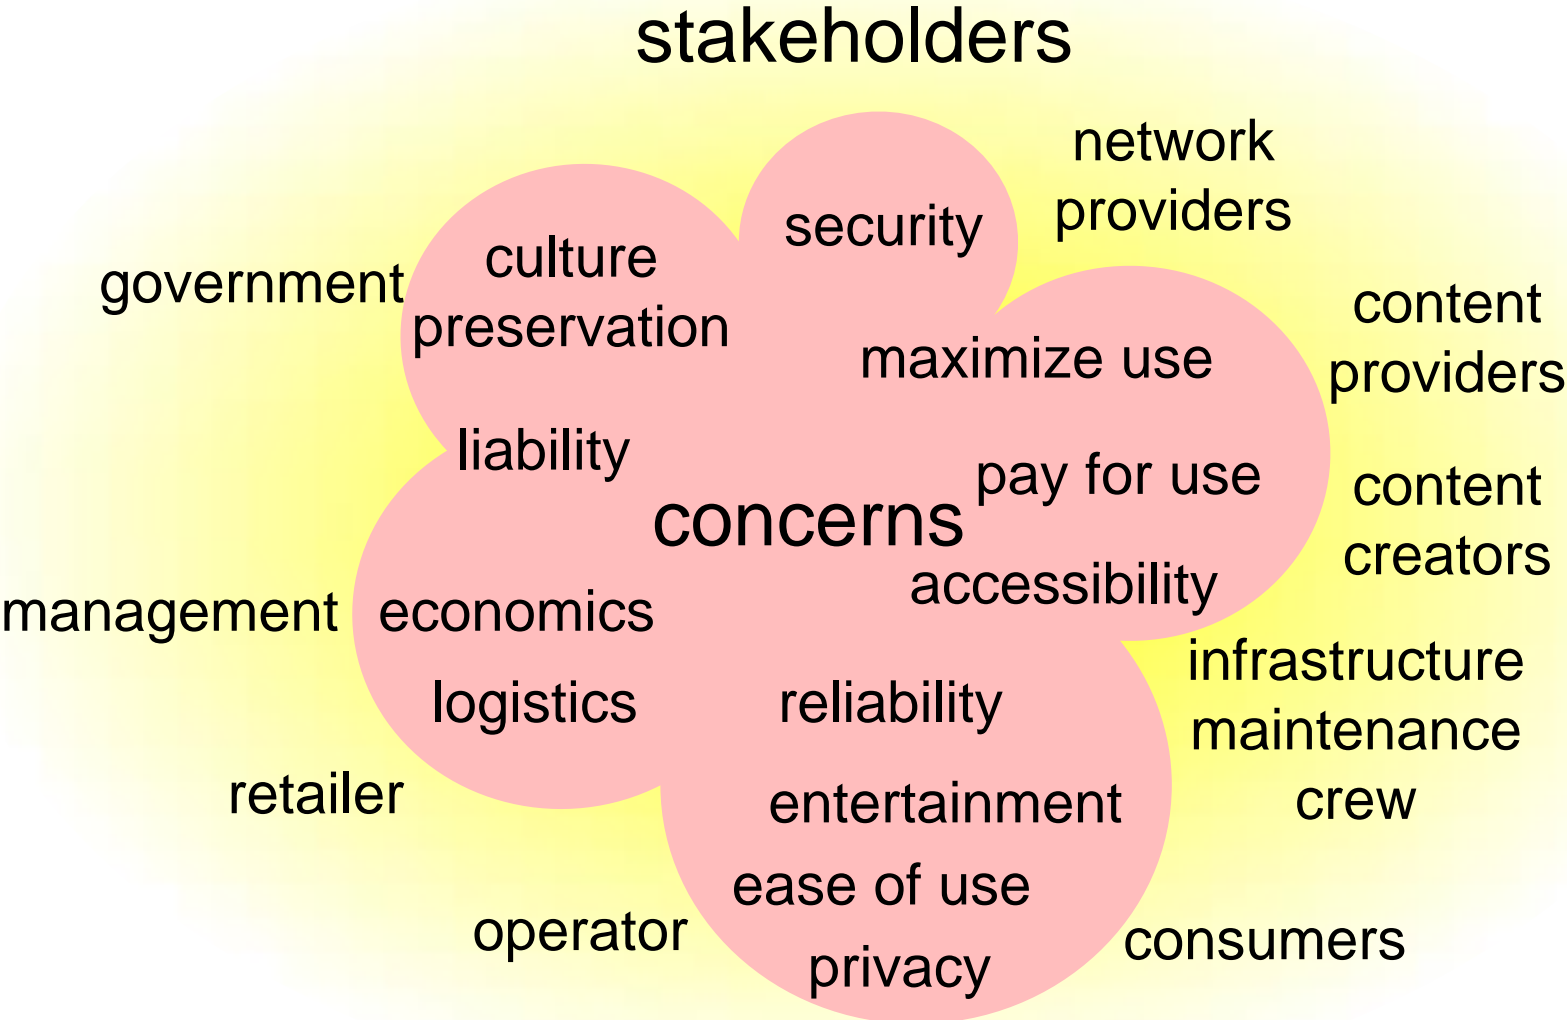 stakeholders
network
providers
security
government
culture
preservation
content
providers
maximize use
liability
pay for use
concerns
content
creators
accessibility
management
economics
infrastructure
maintenance
crew
logistics
reliability
retailer
entertainment
ease of use
operator
consumers
privacy